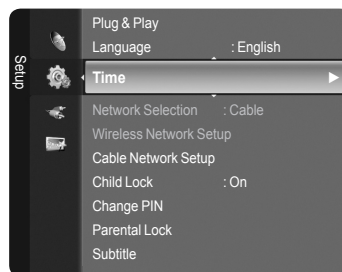 Setup
Plug & Play
Language : English
Time
Network Selection : Cable
Wireless Network Setup
Cable Network Setup
Child Lock : On
Change PIN
Parental Lock
Subtitle